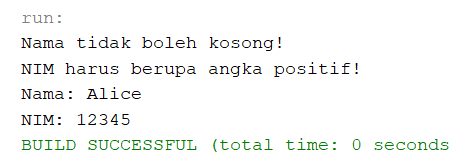 run:
Nama tidak boleh kosong!
NIM harus berupa angka positif!
Nama: Alice
NIM: 12345
BUILD SUCCESSFUL (total time: 0 seconds